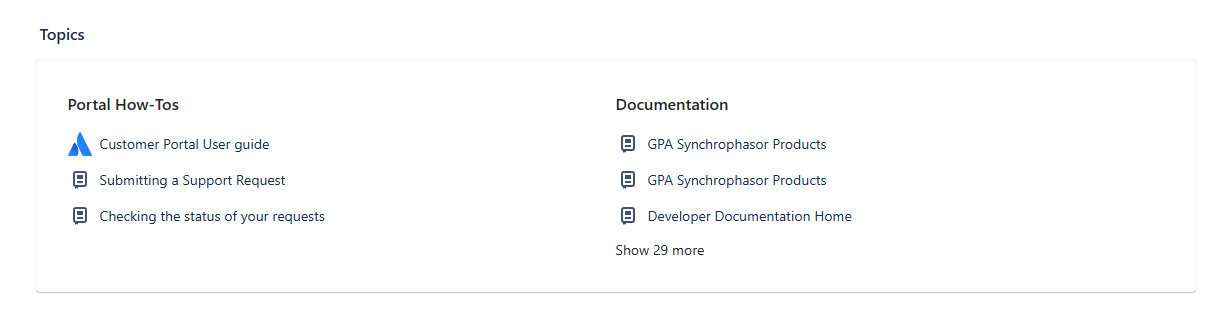 Topics
Portal How-Tos
Customer Portal User guide
Submitting a Support Request
Checking the status of your requests
Documentation
GPA Synchrophasor Products
GPA Synchrophasor Products
Developer Documentation Home
Show 29 more